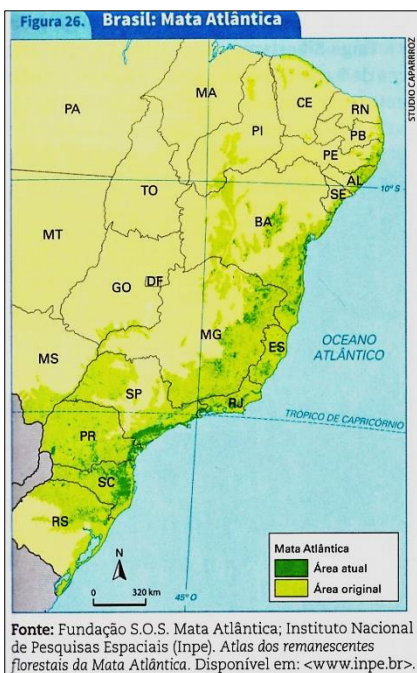 Figura 26. Brasil: Mata Atlântica
STUDIO CAPARRROZ
PA
MA
CE
RN
PB
PI
PE
AL
SE
10º S
TO
BA
MT
GO
DF
MG
ES
OCEANO
ATLÂNTICO
MS
SP
RJ
TRÓPICO DE CAPRICÓRNIO
PR
SC
RS
N
0 320 km
45º O
Mata Atlântica
Área atual
Área original
Fonte: Fundação S.O.S. Mata Atlântica; Instituto Nacional
de Pesquisas Espaciais (Inpe). Atlas dos remanescentes
florestais da Mata Atlântica. Disponível em: <www.inpe.br>.